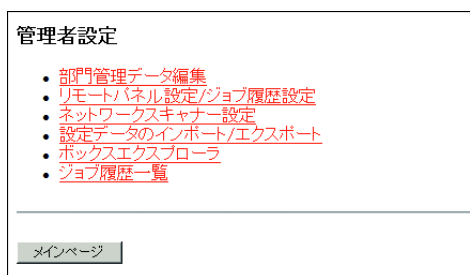 管理者設定
部門管理データ編集
リモートパネル設定/ジョブ履歴設定
ネットワークスキャナー設定
設定データのインポート/エクスポート
ボックスエクスプローラ
ジョブ履歴一覧
メインページ